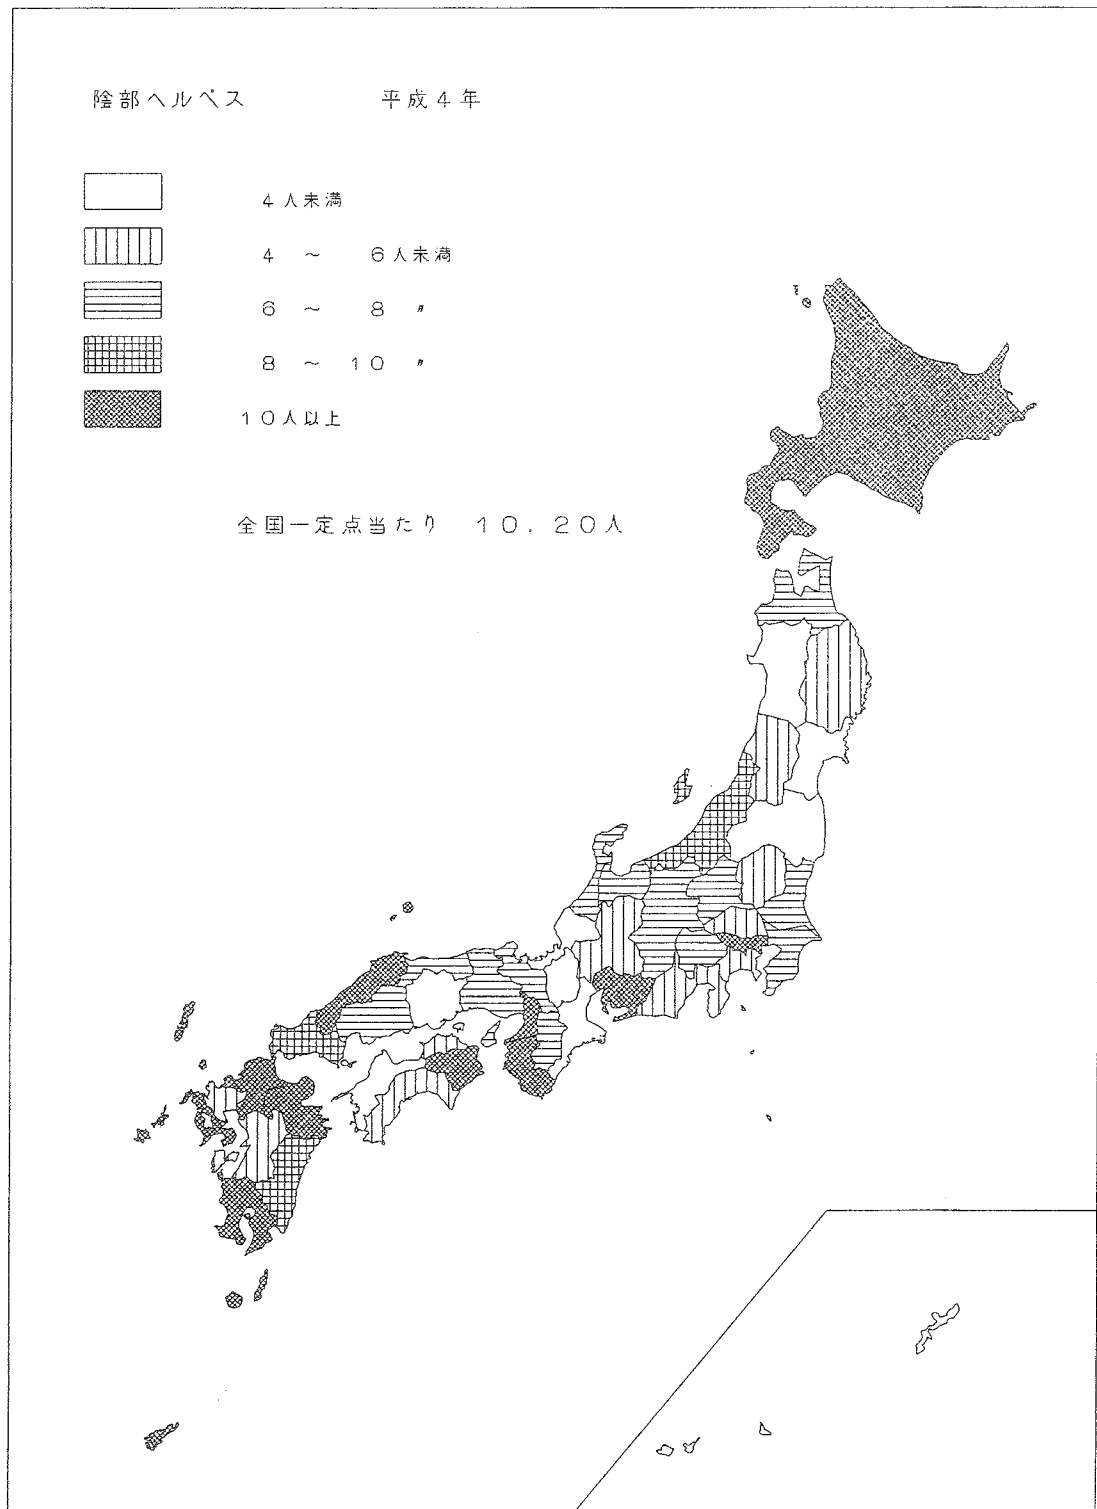 陰部ヘルペス 平成4年
4人未満
4 ～ 6人未満
6 ～ 8 〃
8 ～ 10 〃
10人以上
全国一定点当たり 10.20人